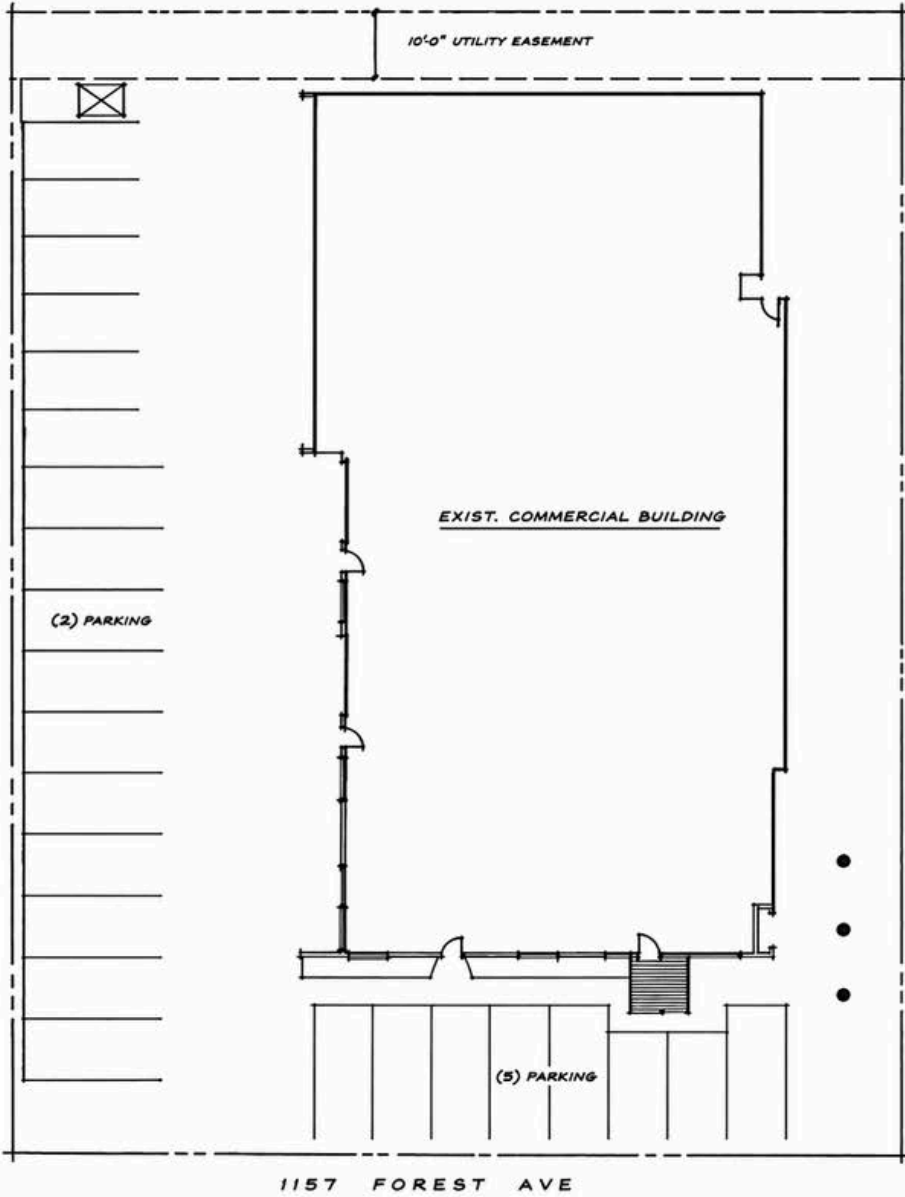 10'-0" UTILITY EASEMENT
EXIST. COMMERCIAL BUILDING
(2) PARKING
(5) PARKING
1157 FOREST AVE